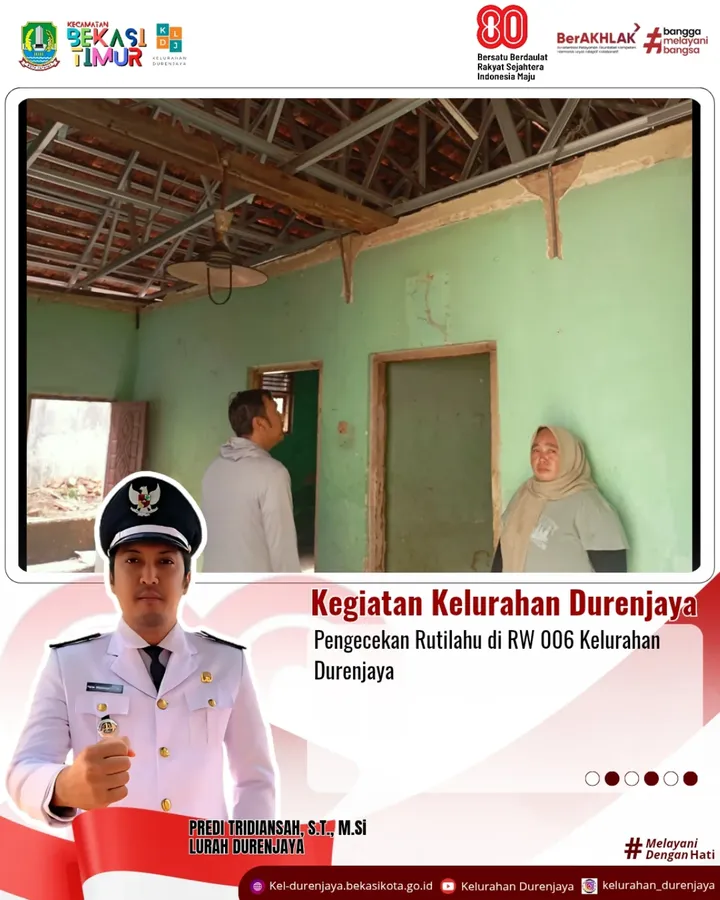 KECAMATAN
BEKASI
TIMUR
KLDJ
KELURAHAN
DURENJAYA
80
Bersatu Berdaulat
Rakyat Sejahtera
Indonesia Maju
BerAKHLAK
#bangga
melayani
bangsa
Kegiatan Kelurahan Durenjaya
Pengecekan Rutilahu di RW 006 Kelurahan
Durenjaya
PREDI TRIDIANSAH, S.T., M.Si
LURAH DURENJAYA
#Melayani
DenganHati
Kel-durenjaya.bekasikota.go.id
Kelurahan Durenjaya
kelurahan_durenjaya